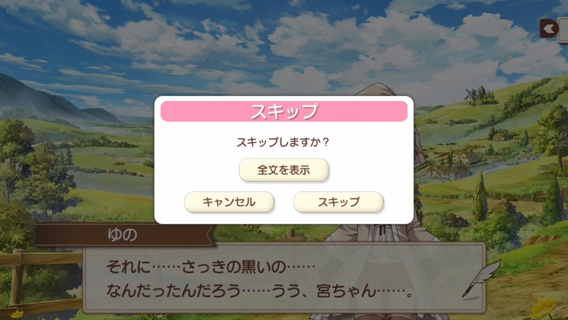 スキップ
スキップしますか？
全文を表示
キャンセル
スキップ
ゆの
それに……さっきの黒いの……
なんだったんだろう……うう、宮ちゃん……。